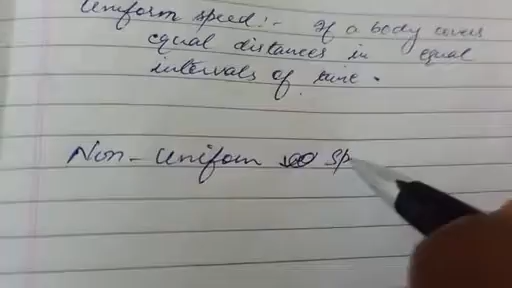 Uniform speed:- If a body covers
equal distances in equal
intervals of time.
Non-Uniform Sp